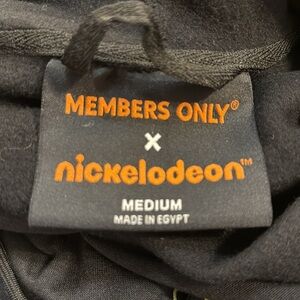 MEMBERS ONLY®
X
nickelodeon™
MEDIUM
MADE IN EGYPT